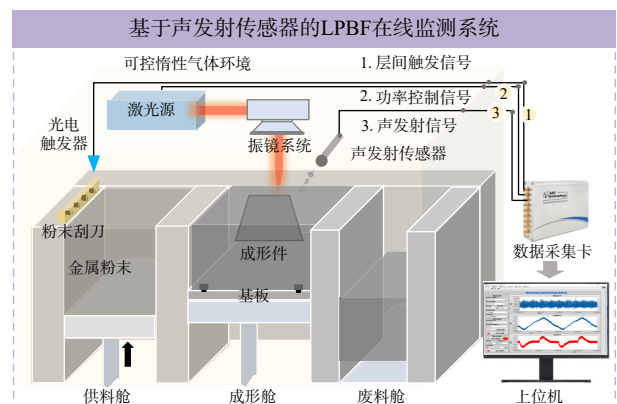 基于声发射传感器的LPBF在线监测系统
可控惰性气体环境
1. 层间触发信号
激光源
2. 功率控制信号
2
3
1
光电
触发器
3. 声发射信号
振镜系统
声发射传感器
粉末刮刀
成形件
数据采集卡
金属粉末
基板
供料舱
成形舱
废料舱
上位机